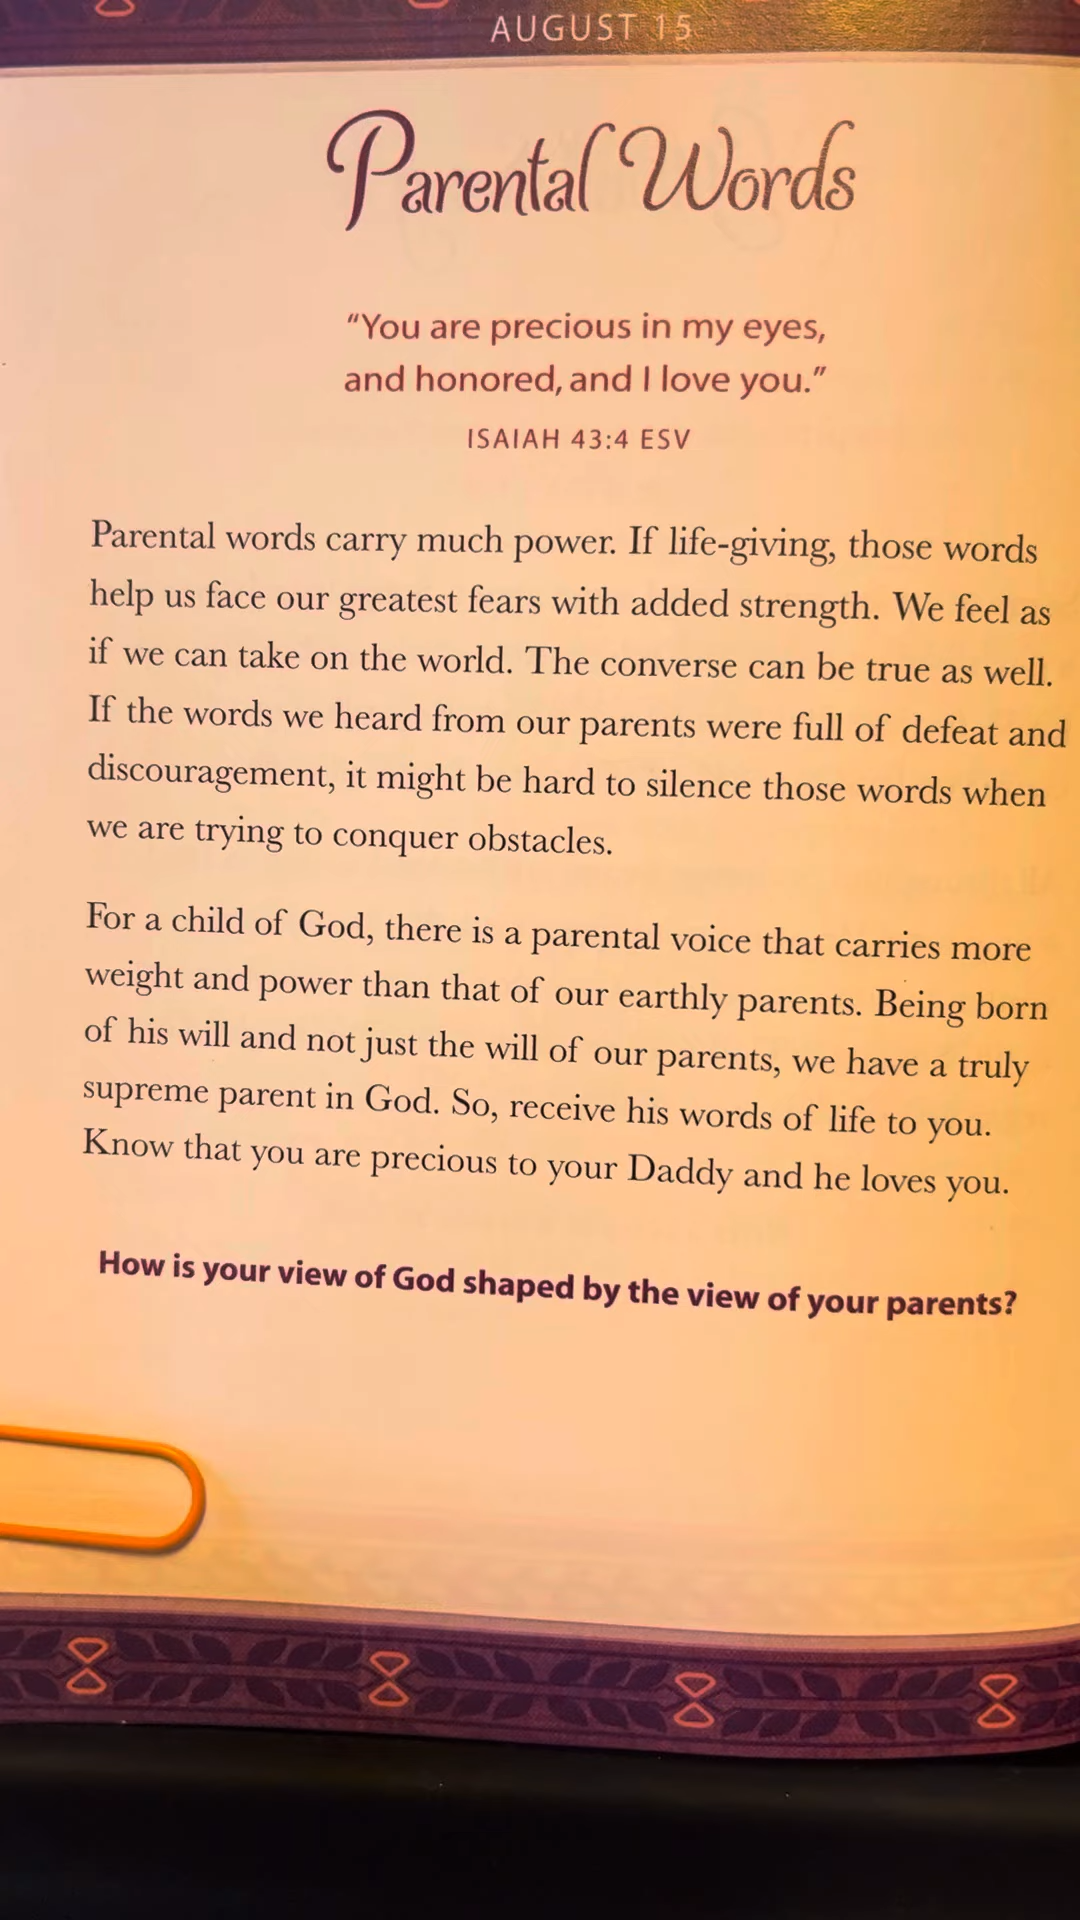 AUGUST 15
Parental Words
“You are precious in my eyes,
and honored, and I love you.”
ISAIAH 43:4 ESV
Parental words carry much power. If life-giving, those words
help us face our greatest fears with added strength. We feel as
if we can take on the world. The converse can be true as well.
If the words we heard from our parents were full of defeat and
discouragement, it might be hard to silence those words when
we are trying to conquer obstacles.
For a child of God, there is a parental voice that carries more
weight and power than that of our earthly parents. Being born
of his will and not just the will of our parents, we have a truly
supreme parent in God. So, receive his words of life to you.
Know that you are precious to your Daddy and he loves you.
How is your view of God shaped by the view of your parents?